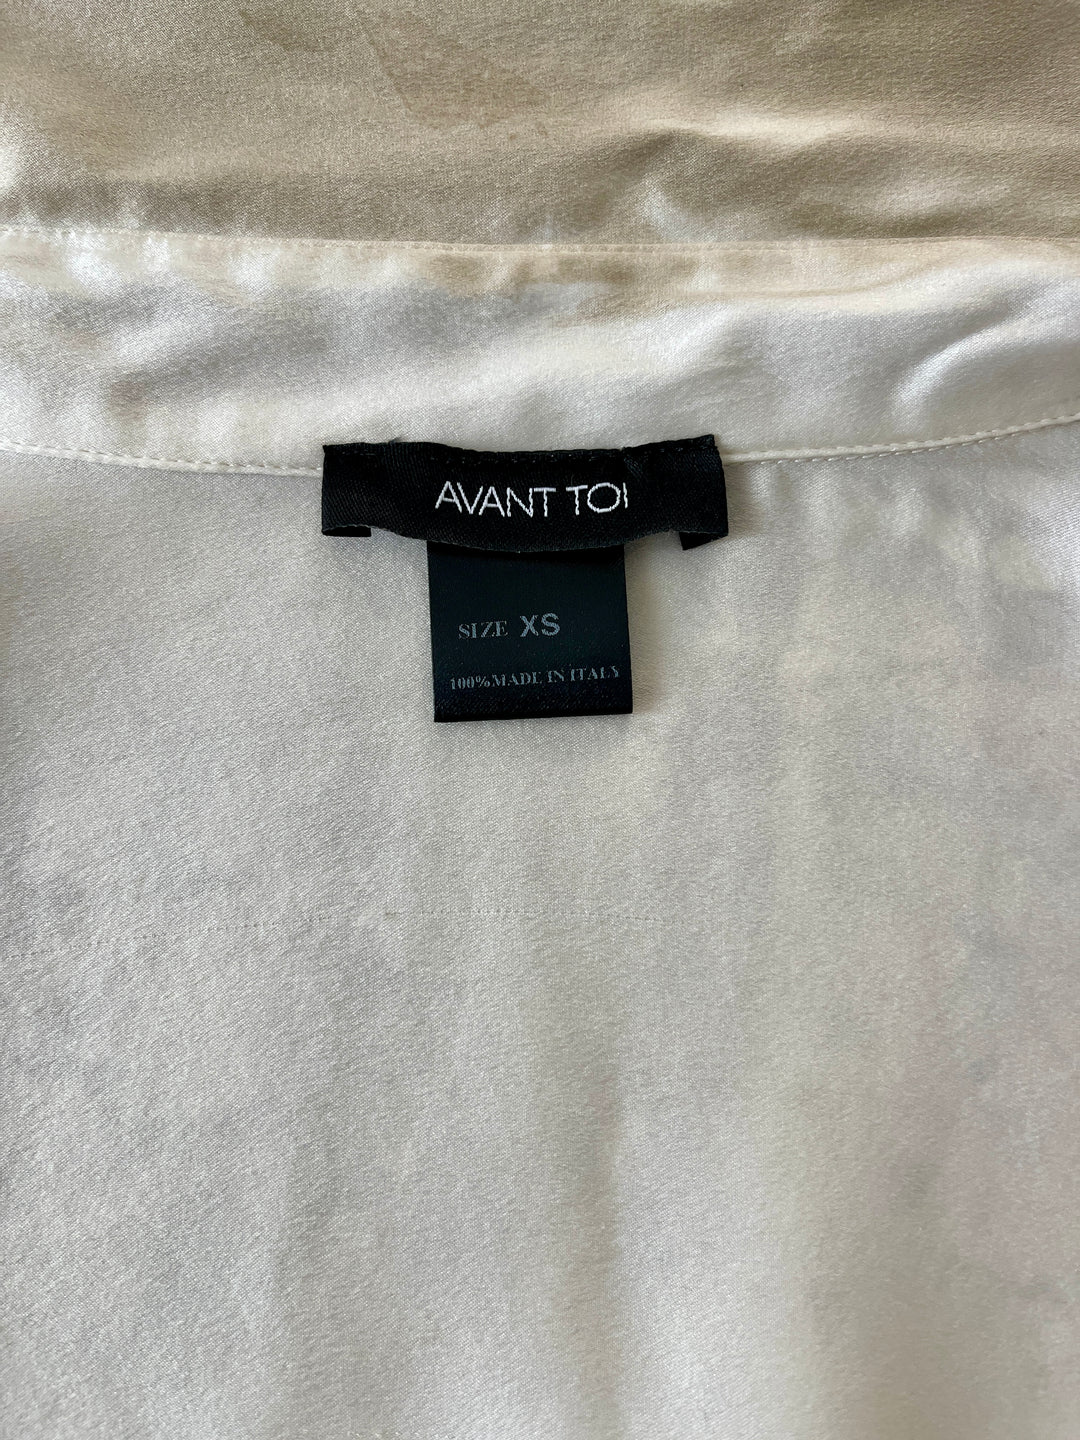 AVANT TOI
SIZE XS
100%MADE IN ITALY